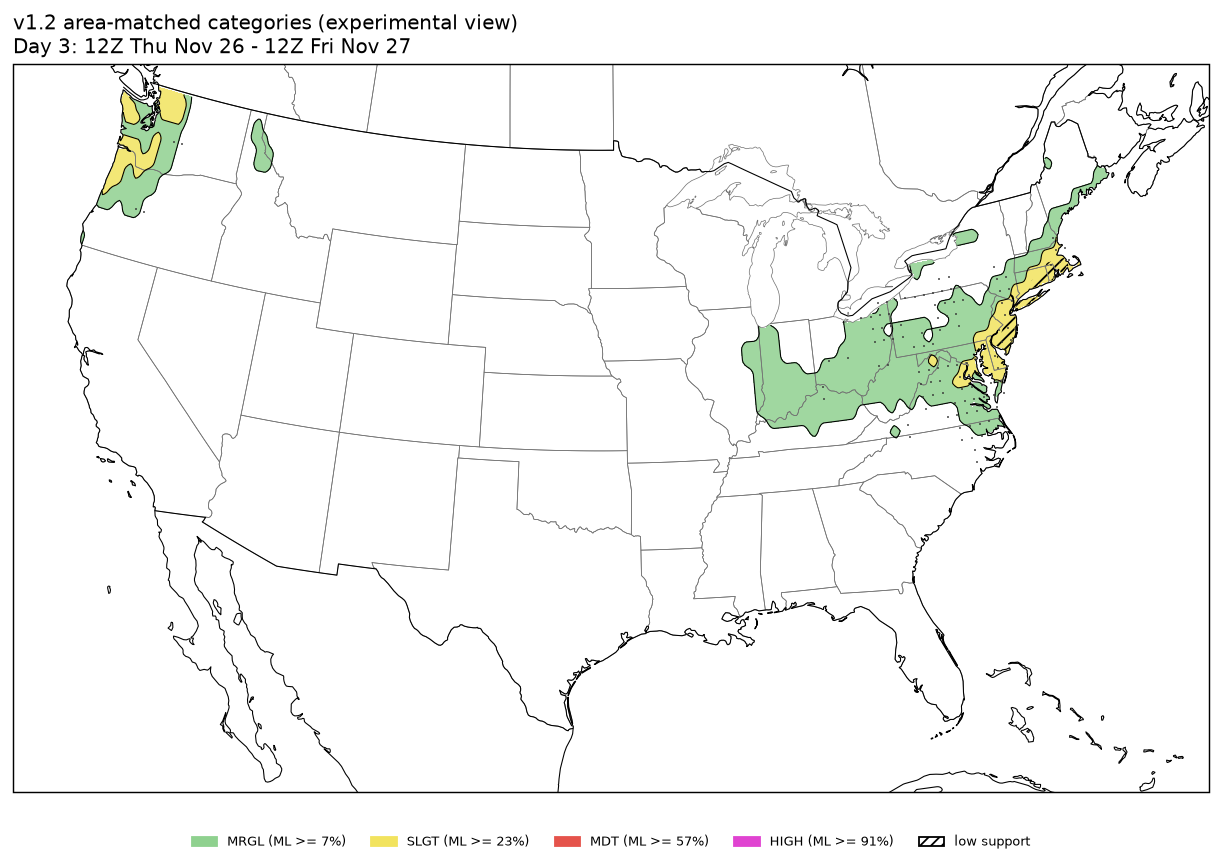 v1.2 area-matched categories (experimental view)
Day 3: 12Z Thu Nov 26 - 12Z Fri Nov 27
MRGL (ML >= 7%) SLGT (ML >= 23%) MDT (ML >= 57%) HIGH (ML >= 91%) low support